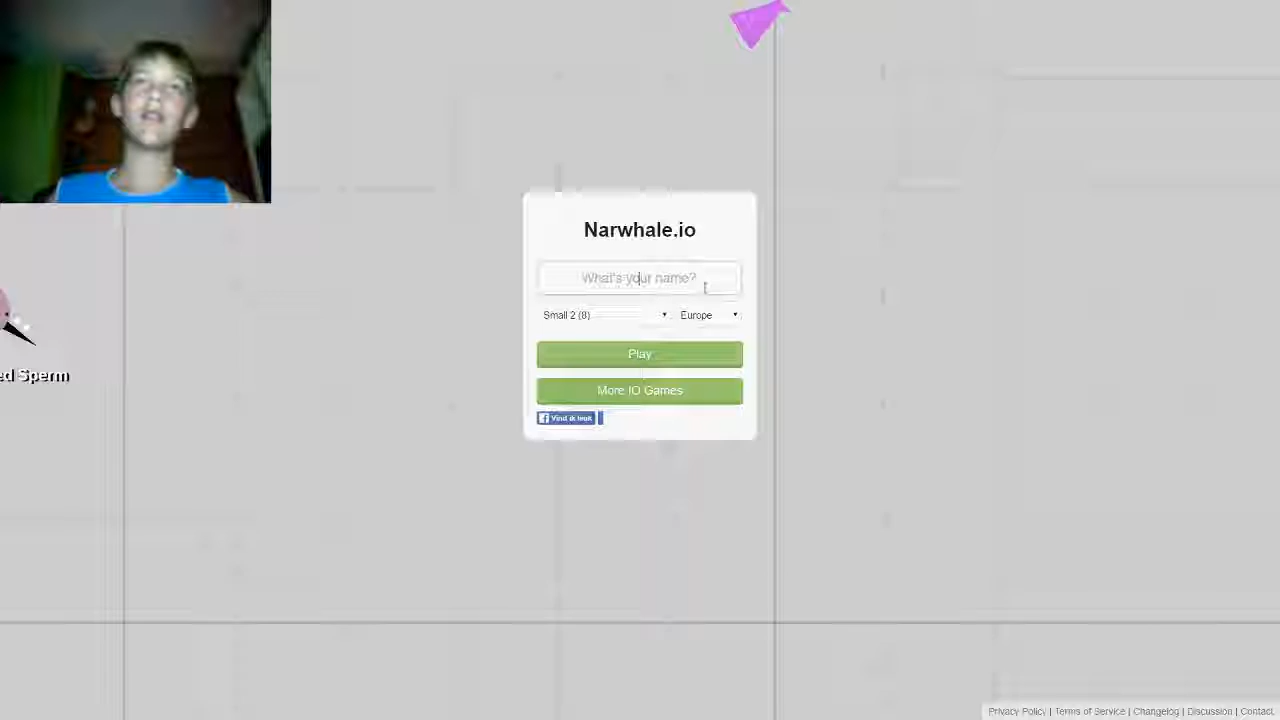 Narwhale.io
What's your name?
Small 2 (8) Europe
Play
ed Sperm
More IO Games
Vind ik leuk
Privacy Policy | Terms of Service | Changelog | Discussion | Contact